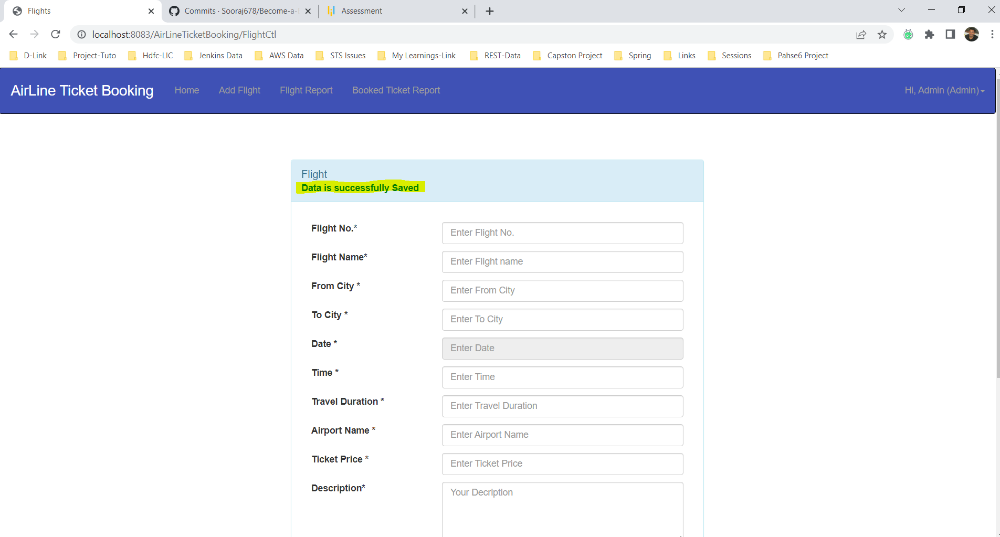 Flights
Commits · Sooraj678/Become-a-
Assessment
localhost:8083/AirLineTicketBooking/FlightCtl
D-Link Project-Tuto Hdfc-LIC Jenkins Data AWS Data STS Issues My Learnings-Link REST-Data Capston Project Spring Links Sessions Pahse6 Project
AirLine Ticket Booking Home Add Flight Flight Report Booked Ticket Report Hi, Admin (Admin)
Flight
Data is successfully Saved
Flight No.* Enter Flight No.
Flight Name* Enter Flight name
From City * Enter From City
To City * Enter To City
Date * Enter Date
Time * Enter Time
Travel Duration * Enter Travel Duration
Airport Name * Enter Airport Name
Ticket Price * Enter Ticket Price
Description* Your Decription